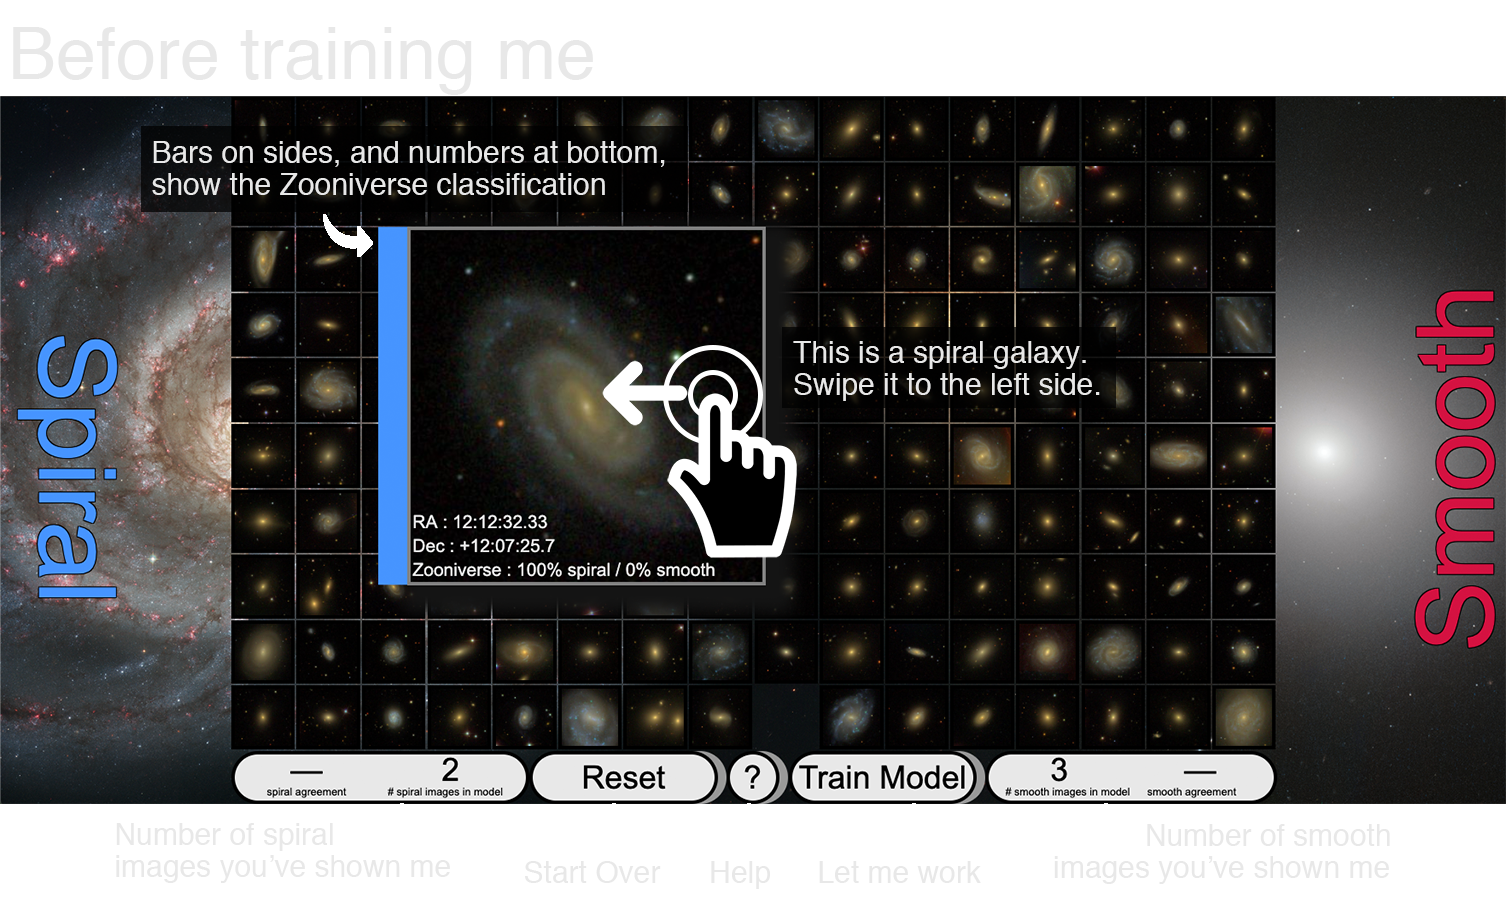 Before training me
Bars on sides, and numbers at bottom,
show the Zooniverse classification
Spiral
This is a spiral galaxy.
Swipe it to the left side.
Smooth
RA : 12:12:32.33
Dec : +12:07:25.7
Zooniverse : 100% spiral / 0% smooth
— 2 Reset ? Train Model 3 —
spiral agreement # spiral images in model # smooth images in model smooth agreement
Number of spiral
images you’ve shown me
Start Over Help Let me work
Number of smooth
images you’ve shown me